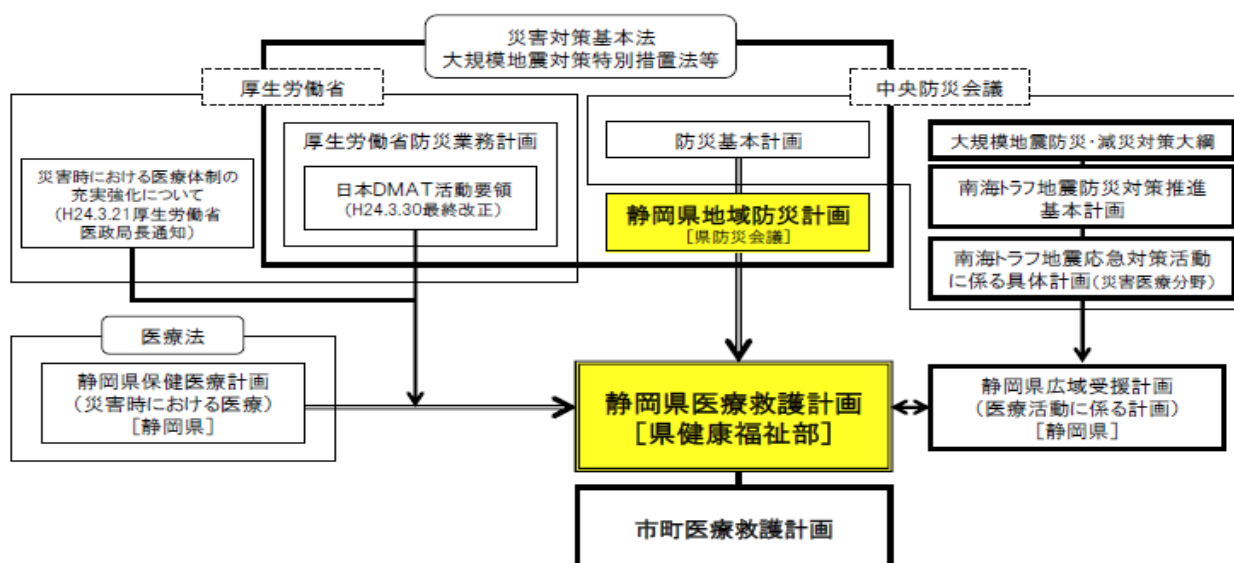 災害対策基本法
大規模地震対策特別措置法等
厚生労働省
中央防災会議
災害時における医療体制の
充実強化について
(H24.3.21厚生労働省
医政局長通知)
厚生労働省防災業務計画
日本DMAT活動要領
(H24.3.30最終改正)
防災基本計画
静岡県地域防災計画
[県防災会議]
大規模地震防災・減災対策大綱
南海トラフ地震防災対策推進
基本計画
南海トラフ地震応急対策活動
に係る具体計画(災害医療分野)
医療法
静岡県保健医療計画
(災害時における医療)
[静岡県]
静岡県医療救護計画
[県健康福祉部]
静岡県広域受援計画
(医療活動に係る計画)
[静岡県]
市町医療救護計画